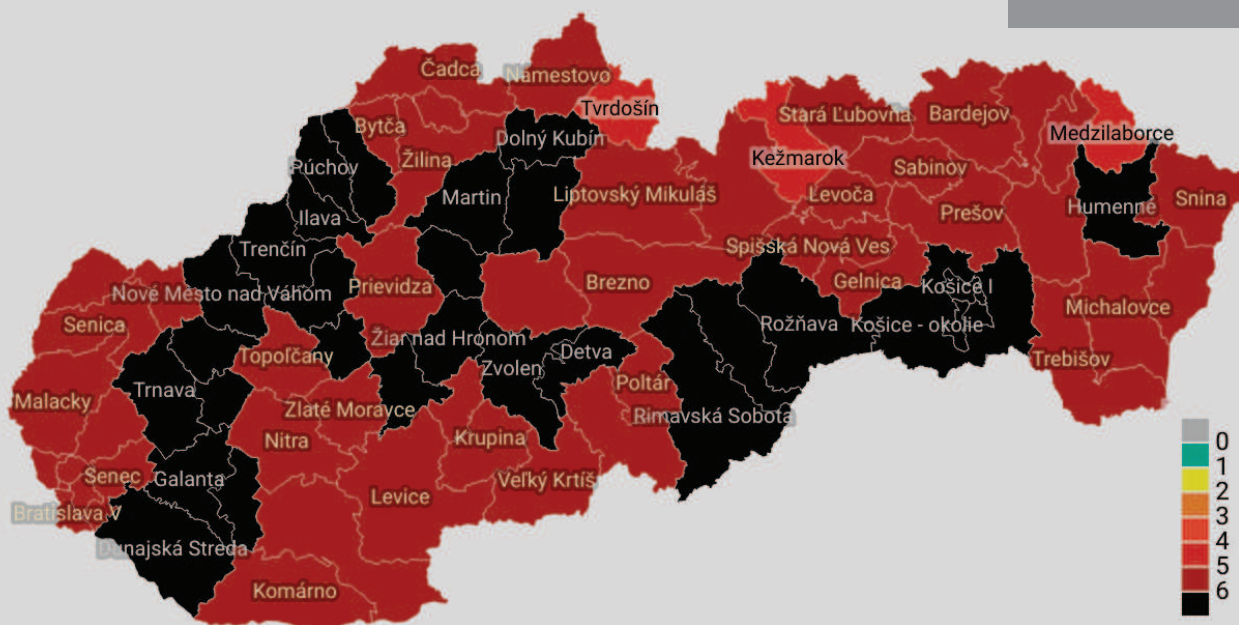 Čadca
Námestovo
Tvrdošín
Stará Ľubovňa
Bardejov
Bytča
Dolný Kubín
Medzilaborce
Žilina
Kežmarok
Púchov
Sabinov
Martin
Liptovský Mikuláš
Levoča
Snina
Humenné
Ilava
Prešov
Trenčín
Spišská Nová Ves
Prievidza
Brezno
Gelnica
Košice I
Nové Mesto nad Váhom
Michalovce
Senica
Rožňava
Košice - okolie
Žiar nad Hronom
Topoľčany
Detva
Trebišov
Zvolen
Trnava
Poltár
Malacky
Zlaté Moravce
Rimavská Sobota
Nitra
Krupina
Senec
Galanta
Veľký Krtíš
Levice
Bratislava V
Dunajská Streda
Komárno
0
1
2
3
4
5
6